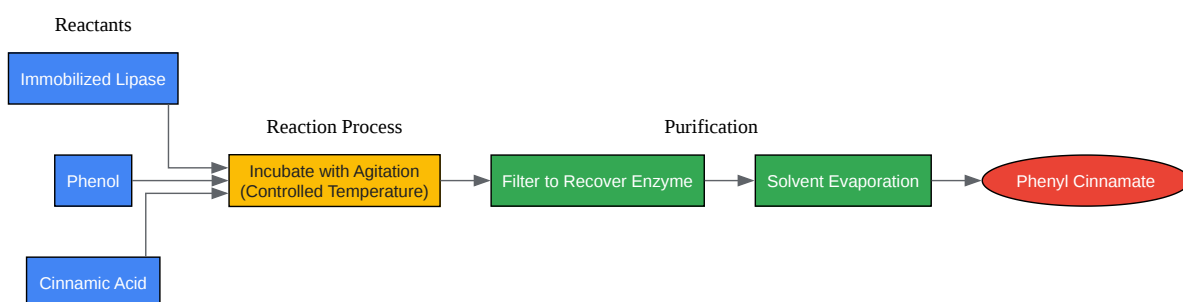 Reactants
Immobilized Lipase
Reaction Process
Purification
Phenol
Incubate with Agitation
(Controlled Temperature)
Filter to Recover Enzyme
Solvent Evaporation
Phenyl Cinnamate
Cinnamic Acid